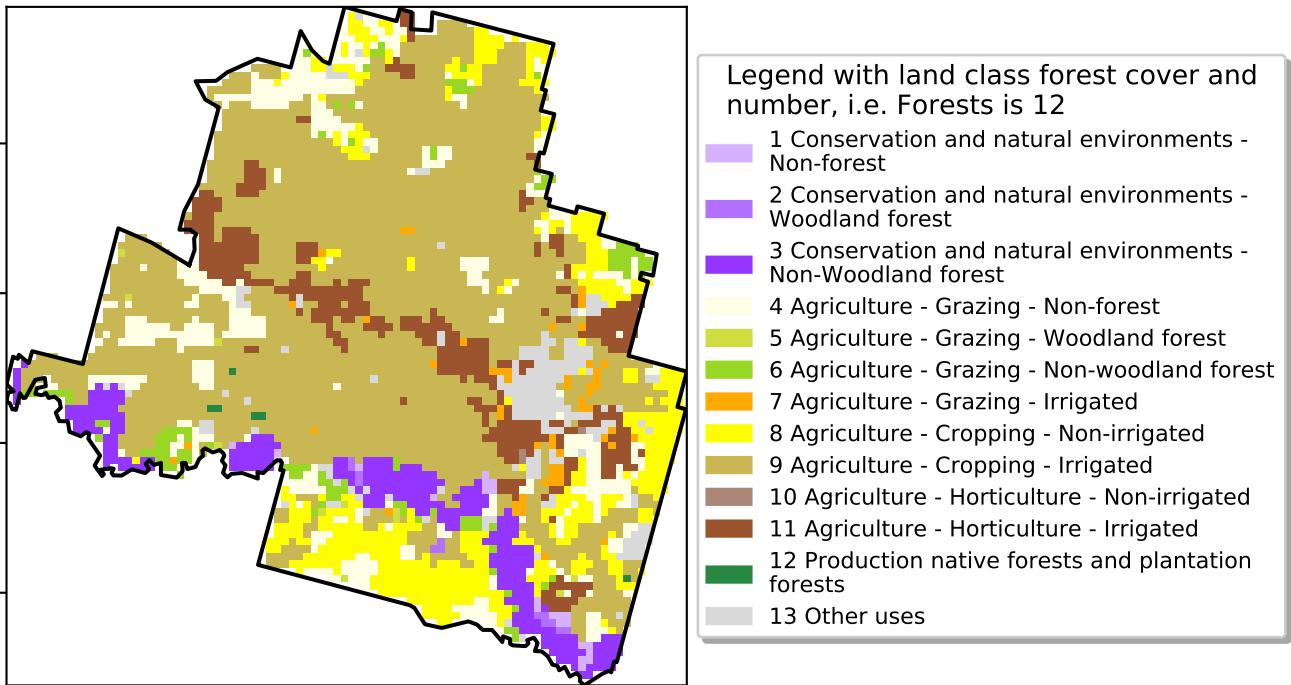 Legend with land class forest cover and
number, i.e. Forests is 12
1 Conservation and natural environments -
Non-forest
2 Conservation and natural environments -
Woodland forest
3 Conservation and natural environments -
Non-Woodland forest
4 Agriculture - Grazing - Non-forest
5 Agriculture - Grazing - Woodland forest
6 Agriculture - Grazing - Non-woodland forest
7 Agriculture - Grazing - Irrigated
8 Agriculture - Cropping - Non-irrigated
9 Agriculture - Cropping - Irrigated
10 Agriculture - Horticulture - Non-irrigated
11 Agriculture - Horticulture - Irrigated
12 Production native forests and plantation
forests
13 Other uses